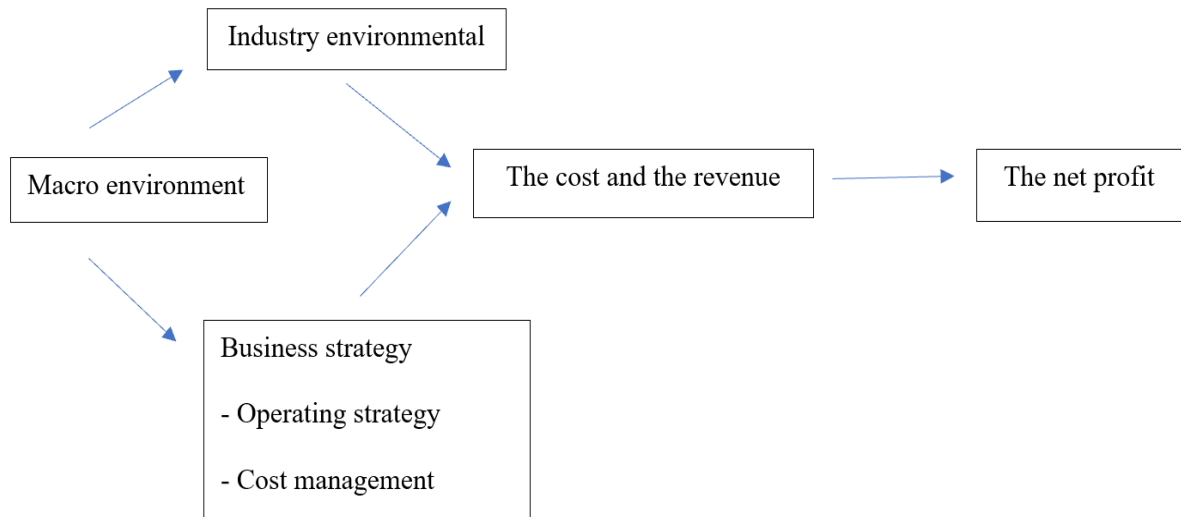 Industry environmental
Macro environment
The cost and the revenue
The net profit
Business strategy
- Operating strategy
- Cost management